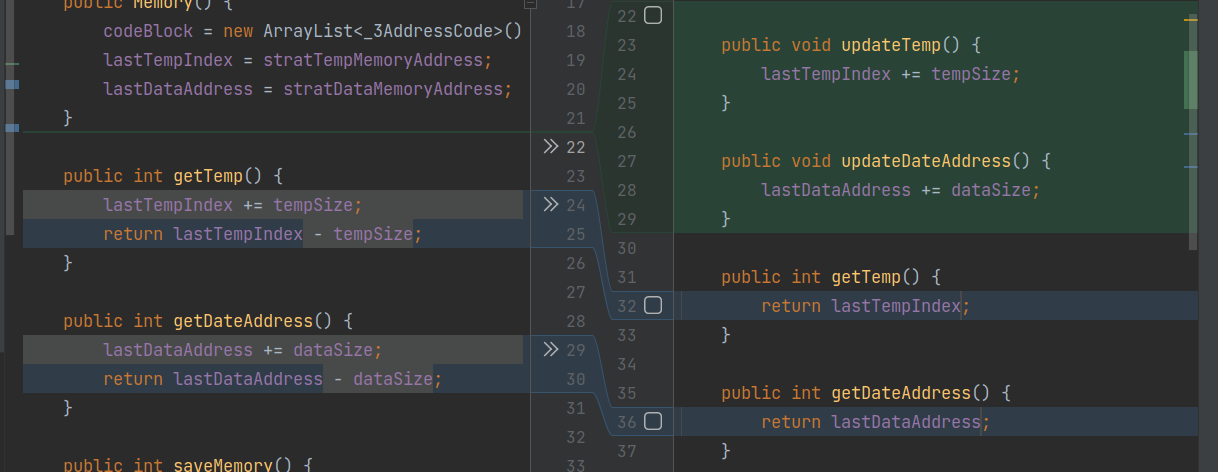 public Memory() {
codeBlock = new ArrayList<_3AddressCode>()
lastTempIndex = stratTempMemoryAddress;
lastDataAddress = stratDataMemoryAddress;
}
public int getTemp() {
lastTempIndex += tempSize;
return lastTempIndex - tempSize;
}
public int getDateAddress() {
lastDataAddress += dataSize;
return lastDataAddress - dataSize;
}
public int saveMemory() {
17
18
19
20
21
22
23
24
25
26
27
28
29
30
31
32
33
22
23 public void updateTemp() {
24 lastTempIndex += tempSize;
25 }
26
27 public void updateDateAddress() {
28 lastDataAddress += dataSize;
29 }
30
31 public int getTemp() {
32 return lastTempIndex;
33 }
34
35 public int getDateAddress() {
36 return lastDataAddress;
37 }